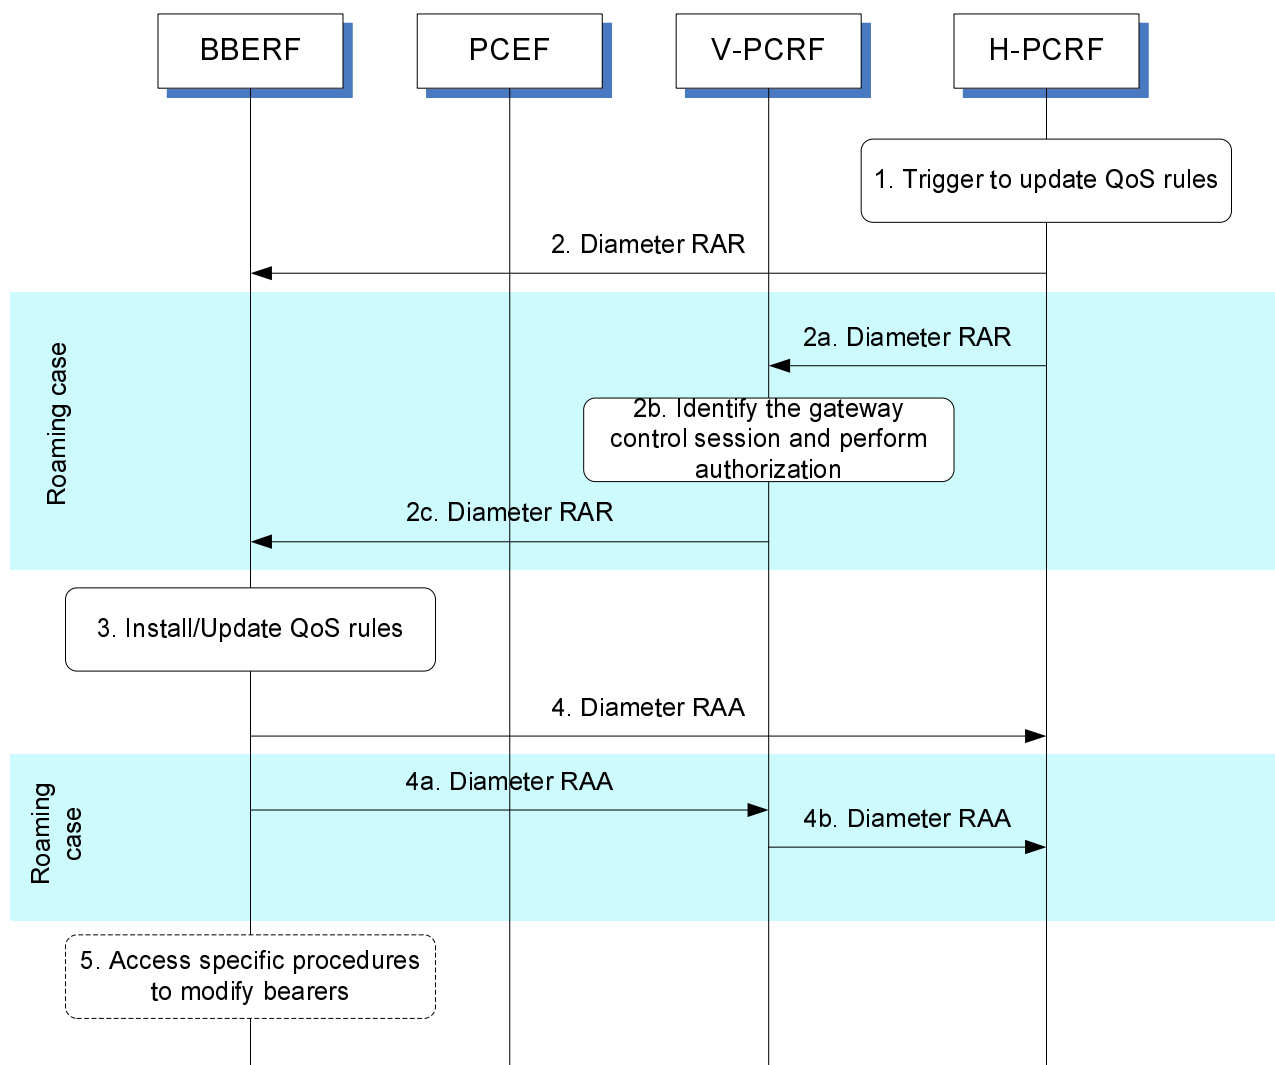 BBERF
PCEF
V-PCRF
H-PCRF
1. Trigger to update QoS rules
2. Diameter RAR
Roaming case
2a. Diameter RAR
2b. Identify the gateway
control session and perform
authorization
2c. Diameter RAR
3. Install/Update QoS rules
4. Diameter RAA
Roaming
case
4a. Diameter RAA
4b. Diameter RAA
5. Access specific procedures
to modify bearers